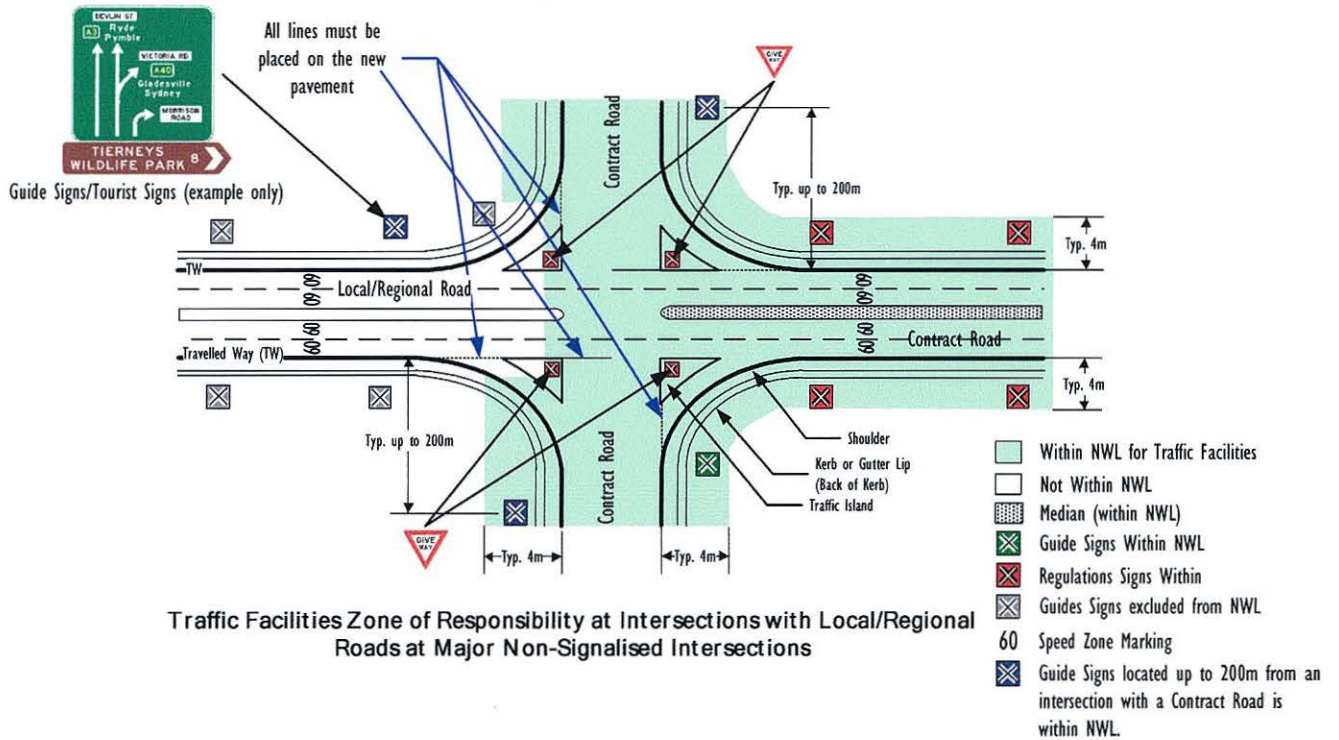 DEVLIN ST
A3 Ryde
Pymble
VICTORIA RD
A40
Gladesville
Sydney
MORRISON
ROAD
TIERNEYS
WILDLIFE PARK 8
Guide Signs/Tourist Signs (example only)
All lines must be
placed on the new
pavement
GIVE
WAY
Contract Road
Typ. up to 200m
Typ. 4m
TW
60
60
Local/Regional Road
60
60
60
60
Travelled Way (TW)
60
60
Contract Road
Typ. 4m
Typ. up to 200m
Contract Road
Shoulder
Kerb or Gutter Lip
(Back of Kerb)
Traffic Island
GIVE
WAY
Typ. 4m
Typ. 4m
Within NWL for Traffic Facilities
Not Within NWL
Median (within NWL)
Guide Signs Within NWL
Regulations Signs Within
Guides Signs excluded from NWL
60 Speed Zone Marking
Guide Signs located up to 200m from an
intersection with a Contract Road is
within NWL.
Traffic Facilities Zone of Responsibility at Intersections with Local/Regional
Roads at Major Non-Signalised Intersections